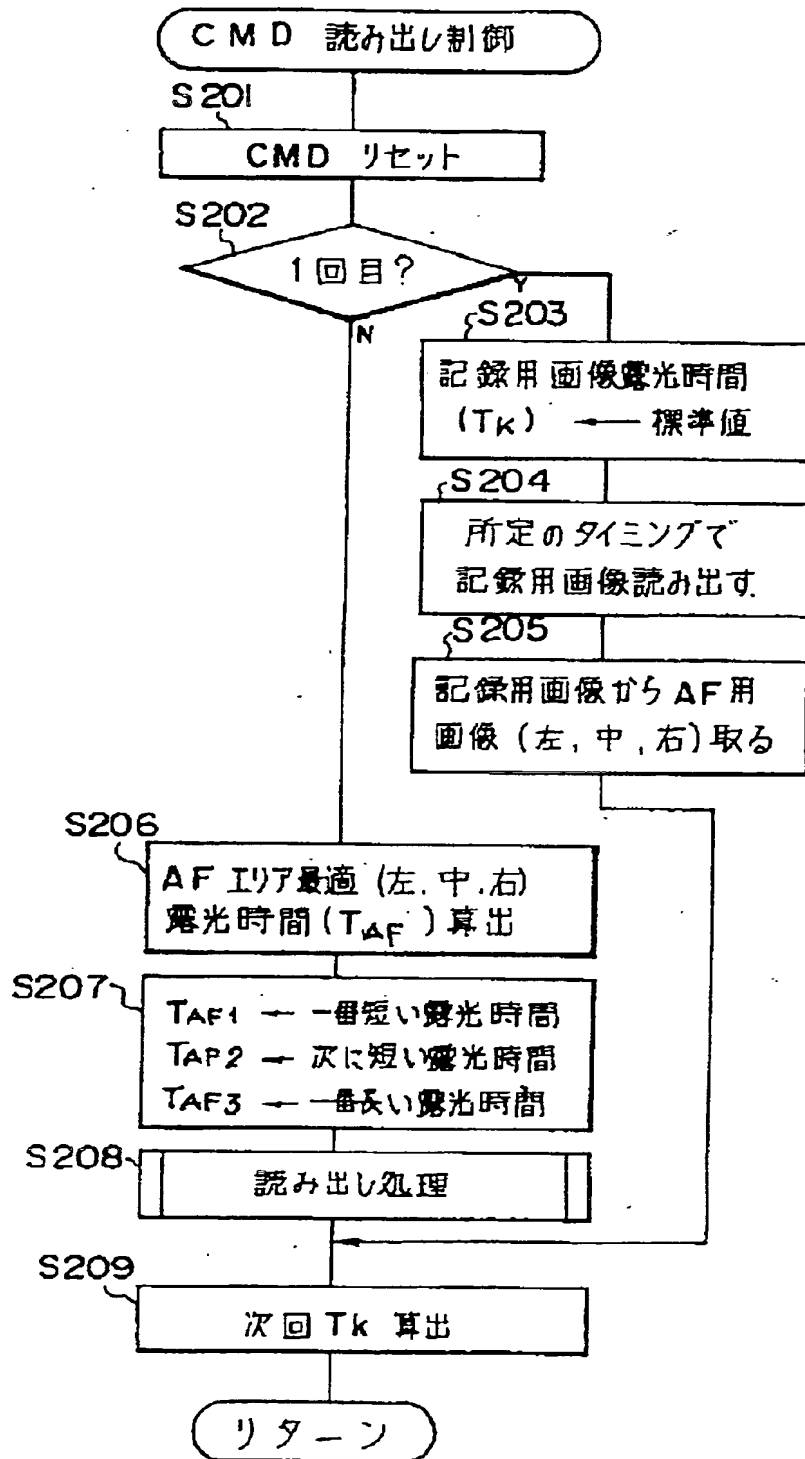 CMD 読み出し制御
S201
CMD リセット
S202
1回目?
Y
N
S203
記録用画像露光時間
(TK) ← 標準値
S204
所定のタイミングで
記録用画像読み出す.
S205
記録用画像からAF用
画像(左,中,右)取る
S206
AFエリア最適(左,中,右)
露光時間(TAF)算出
S207
TAF1 ← 一番短い露光時間
TAP2 ← 次に短い露光時間
TAF3 ← 一番長い露光時間
S208
読み出し処理
S209
次回Tk 算出
リターン